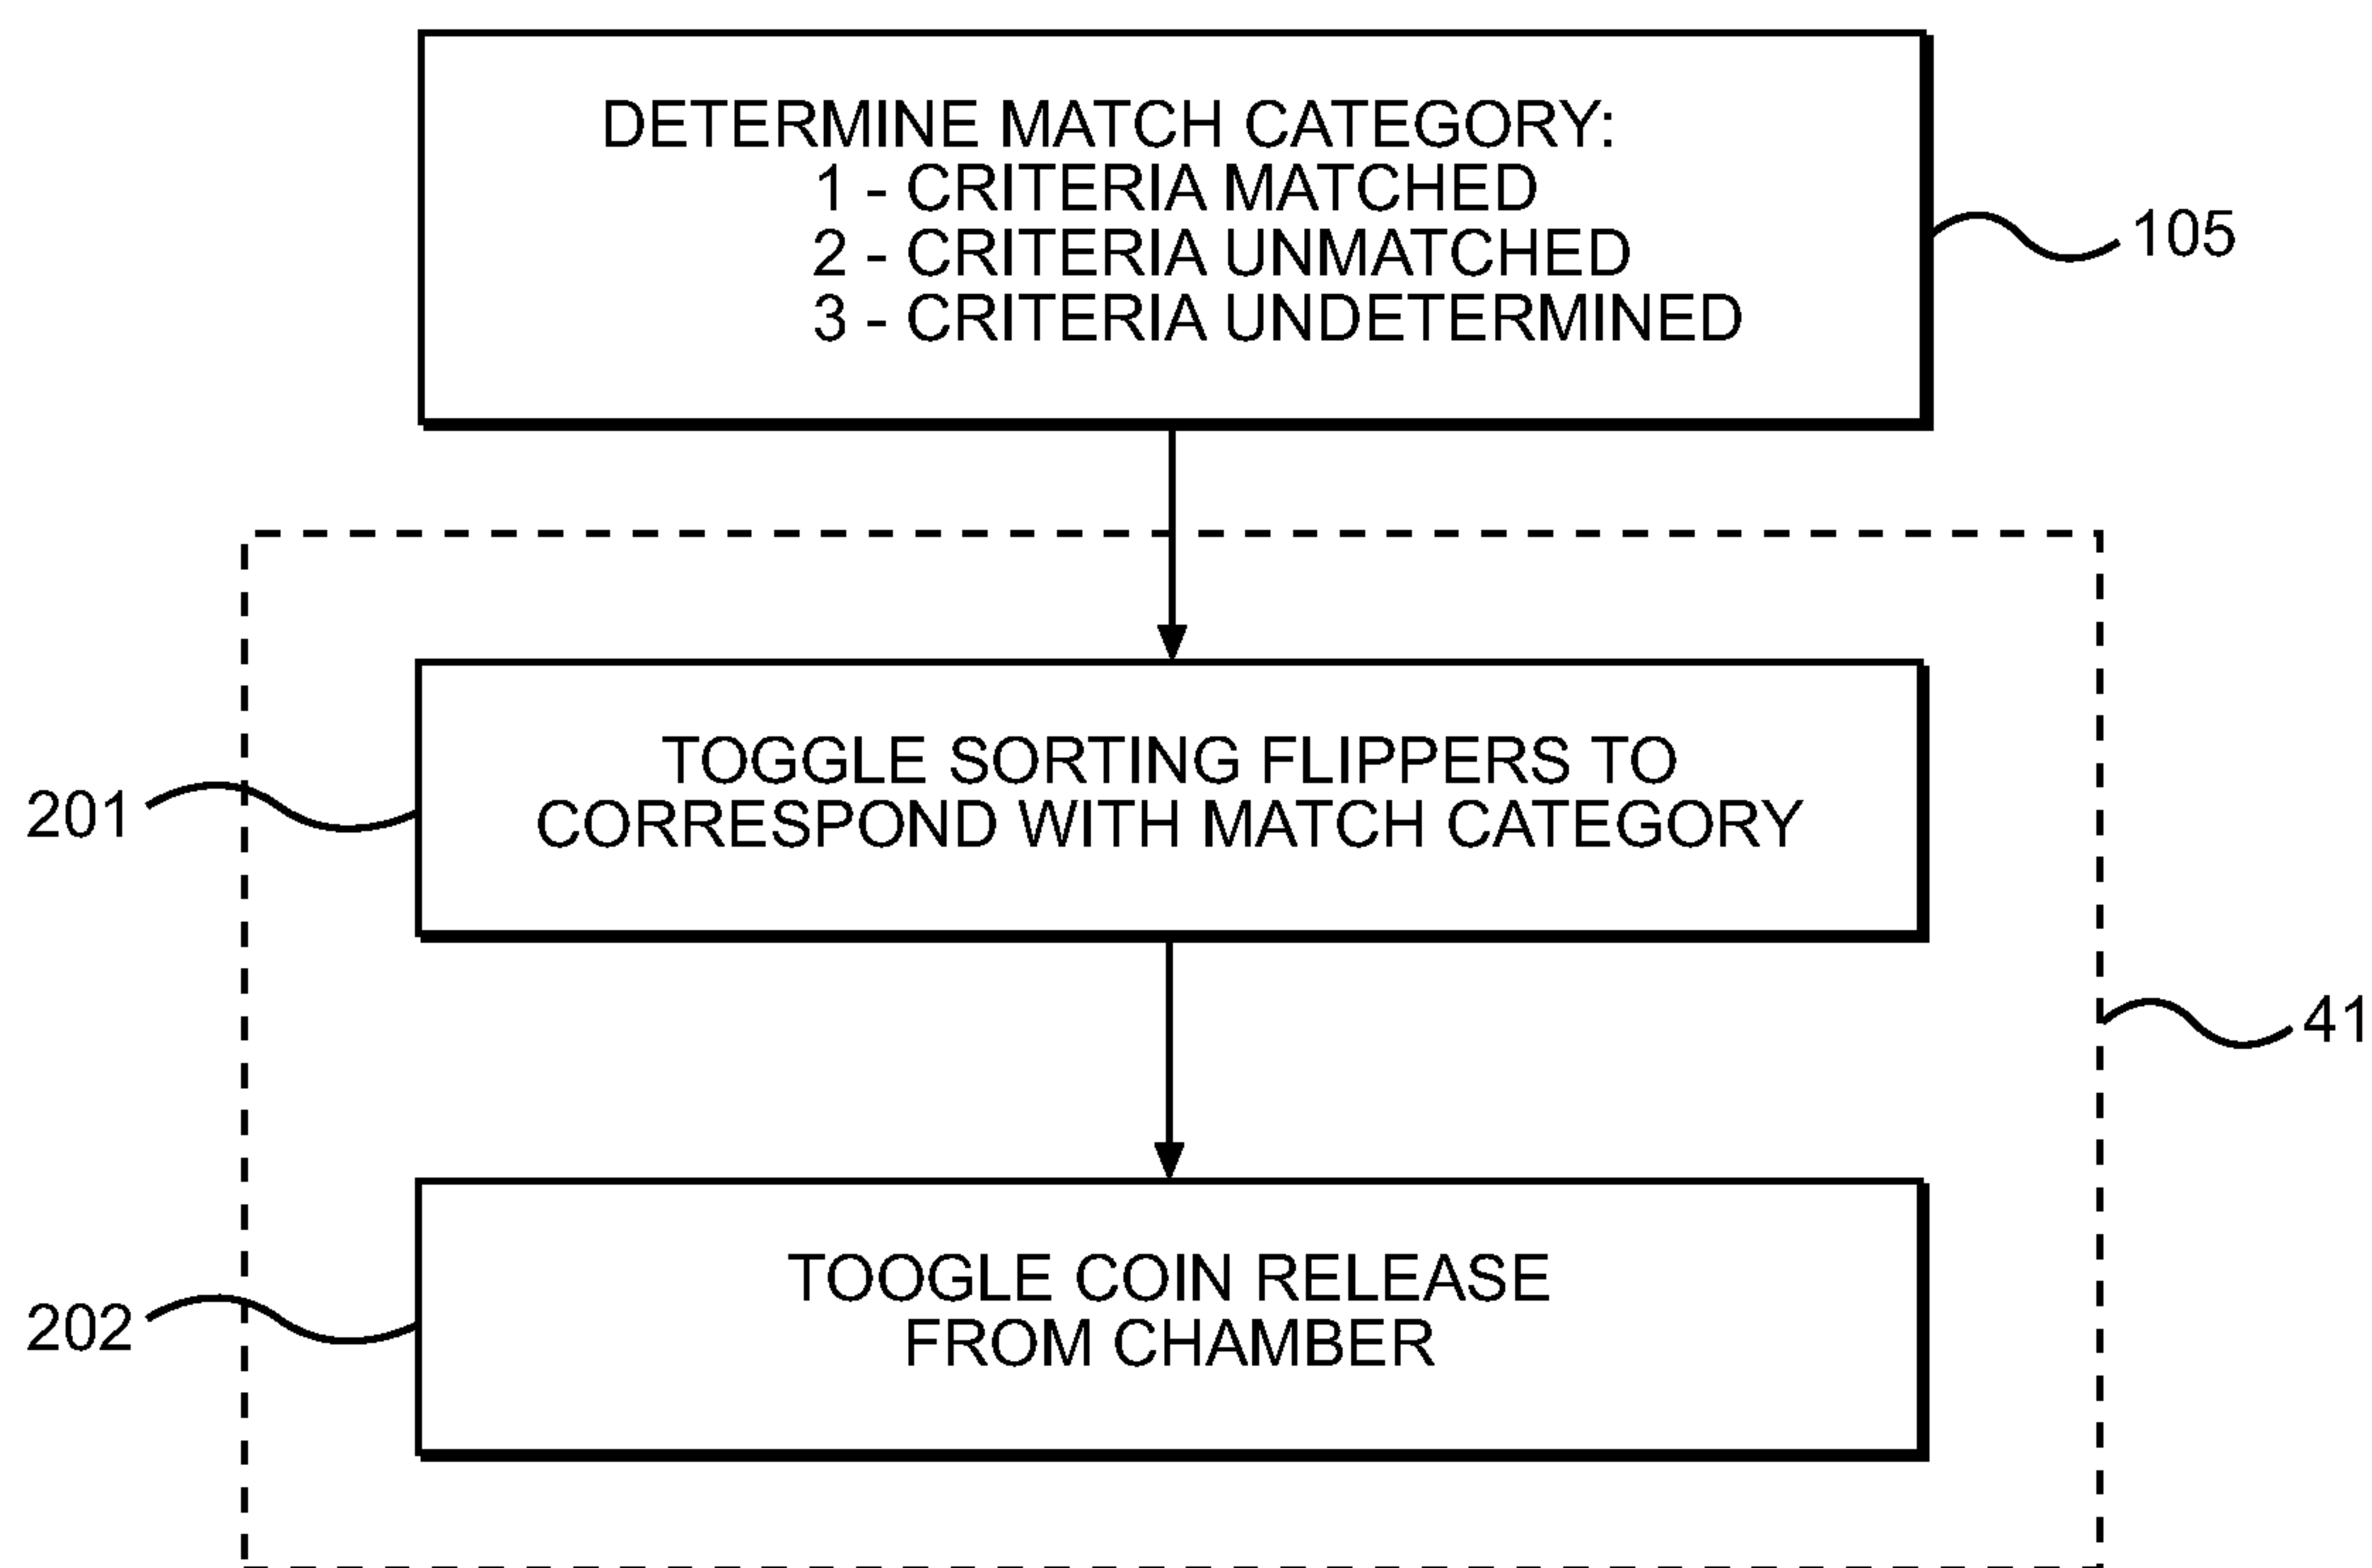 DETERMINE MATCH CATEGORY:
1 - CRITERIA MATCHED
2 - CRITERIA UNMATCHED
3 - CRITERIA UNDETERMINED
105
TOGGLE SORTING FLIPPERS TO
CORRESPOND WITH MATCH CATEGORY
201
41
TOOGLE COIN RELEASE
FROM CHAMBER
202